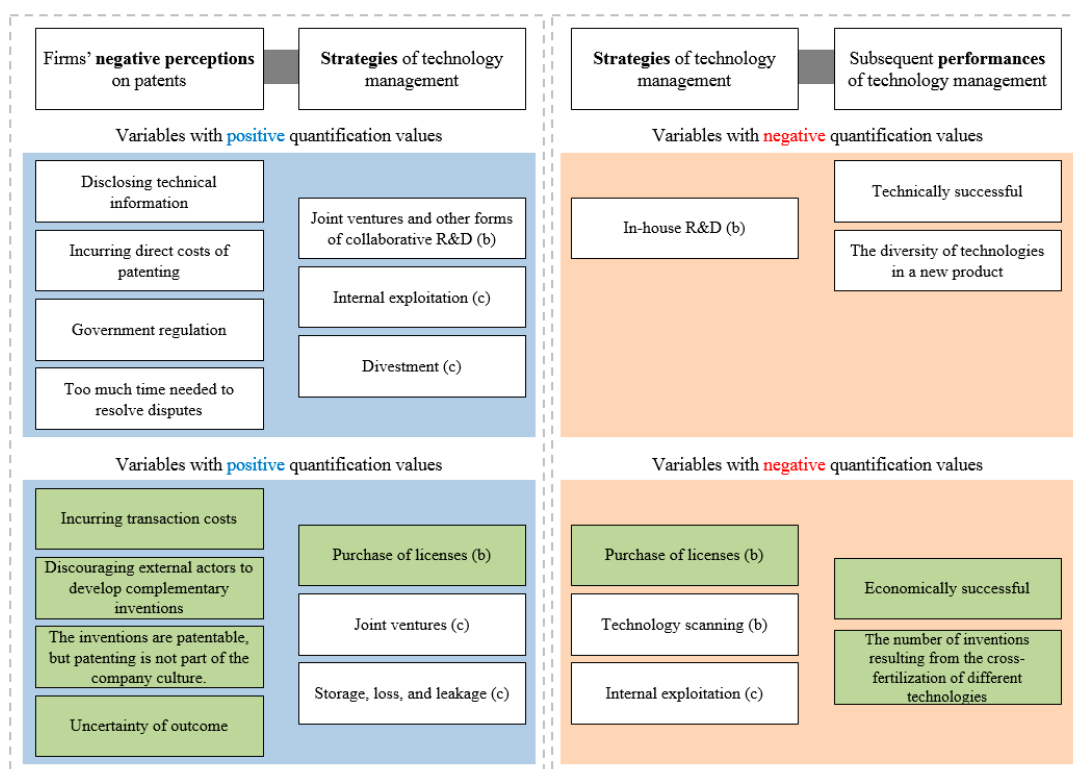 Firms’ negative perceptions
on patents
Strategies of technology
management
Strategies of technology
management
Subsequent performances
of technology management
Variables with positive quantification values
Disclosing technical
information
Incurring direct costs of
patenting
Government regulation
Too much time needed to
resolve disputes
Joint ventures and other forms
of collaborative R&D (b)
Internal exploitation (c)
Divestment (c)
Variables with negative quantification values
In-house R&D (b)
Technically successful
The diversity of technologies
in a new product
Variables with positive quantification values
Incurring transaction costs
Discouraging external actors to
develop complementary
inventions
The inventions are patentable,
but patenting is not part of the
company culture.
Uncertainty of outcome
Purchase of licenses (b)
Joint ventures (c)
Storage, loss, and leakage (c)
Variables with negative quantification values
Purchase of licenses (b)
Technology scanning (b)
Internal exploitation (c)
Economically successful
The number of inventions
resulting from the cross-
fertilization of different
technologies